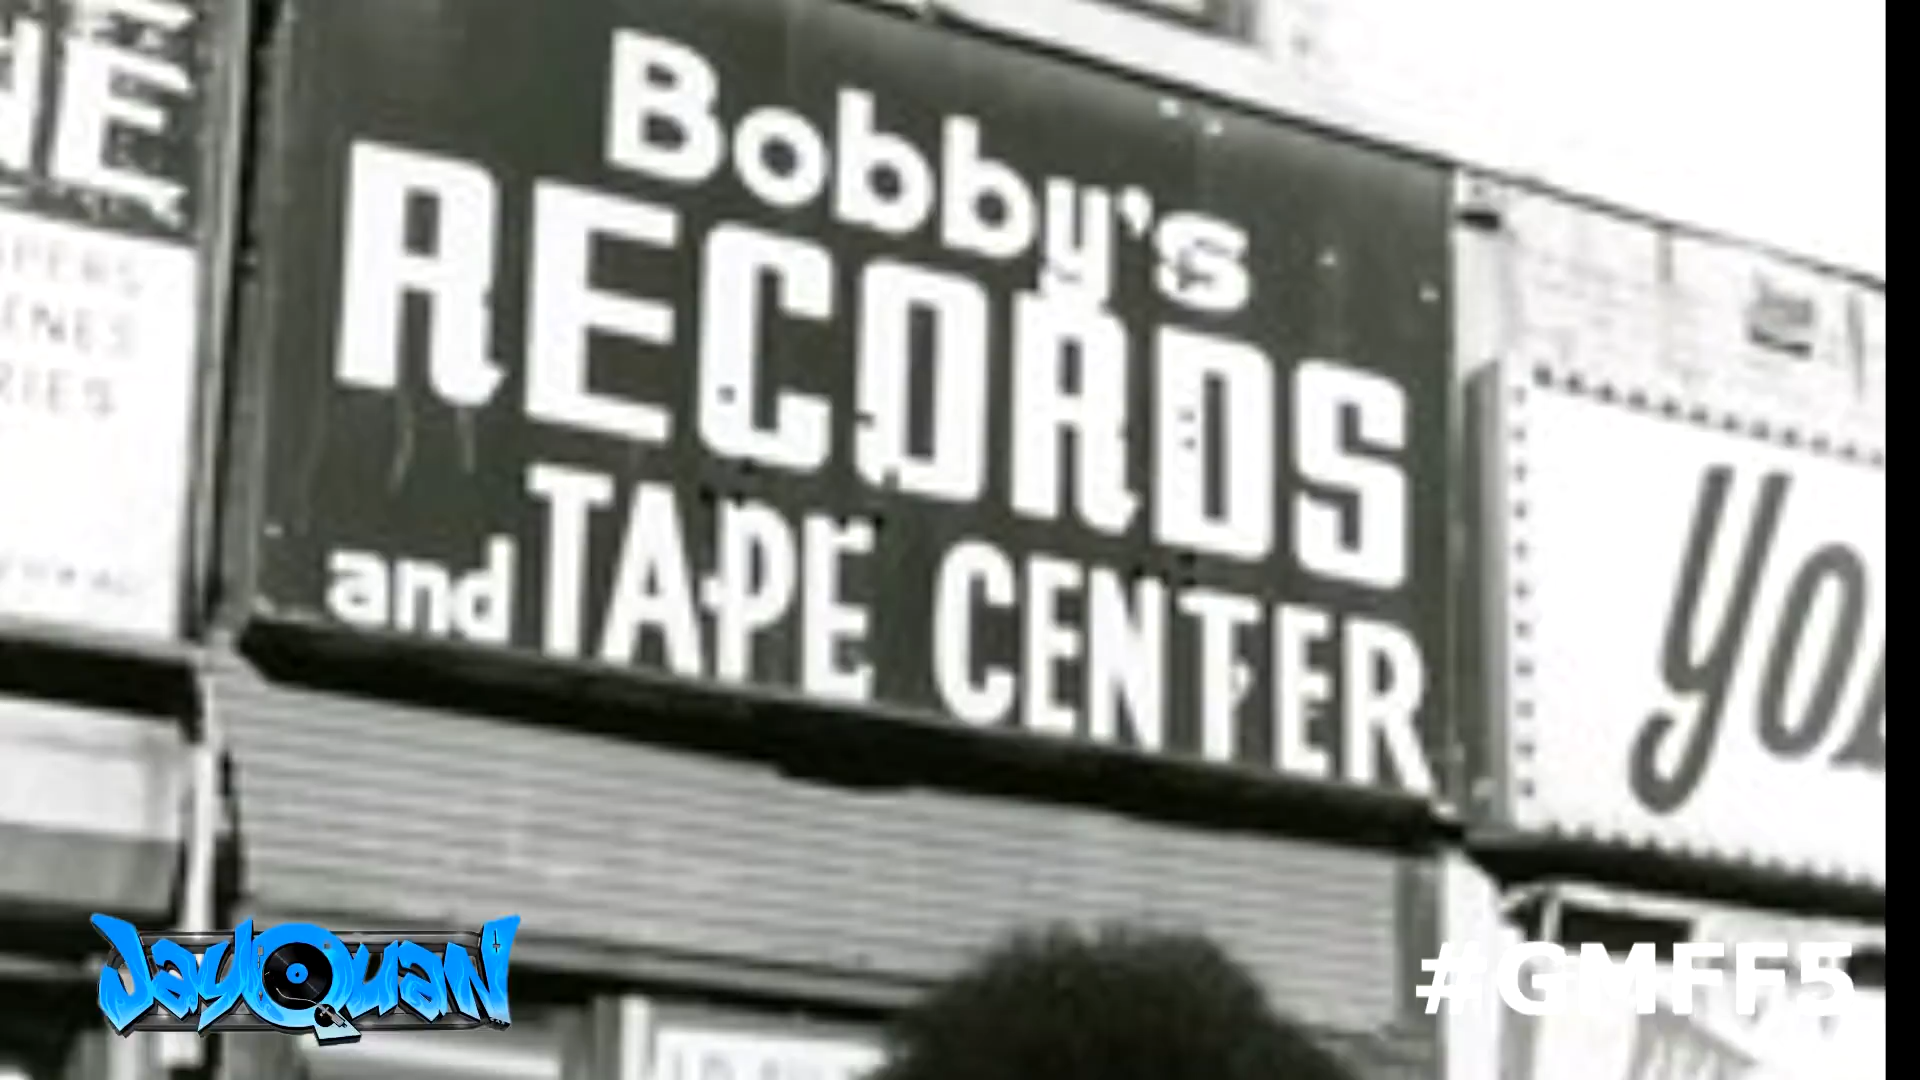 Bobby's
RECORDS
and TAPE CENTER
JayQuan
#GMFF5